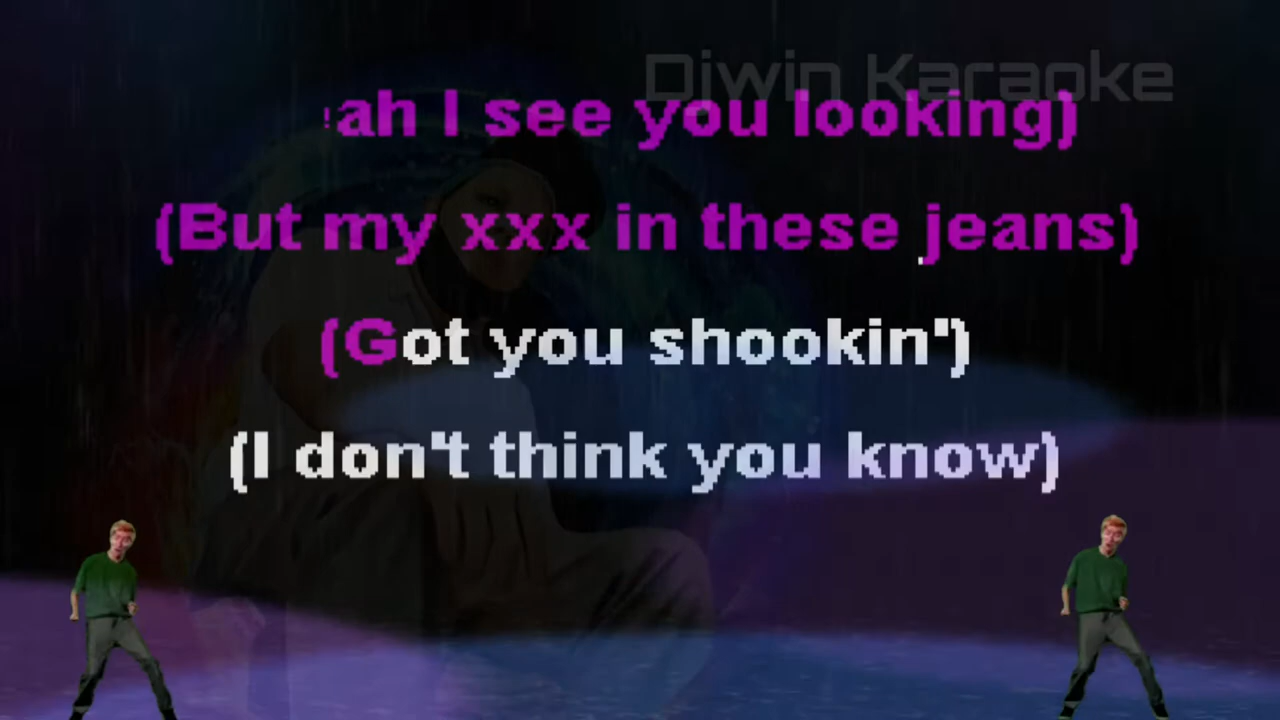 Diwin Karaoke
ah I see you looking)
(But my xxx in these jeans)
(Got you shookin')
(I don't think you know)